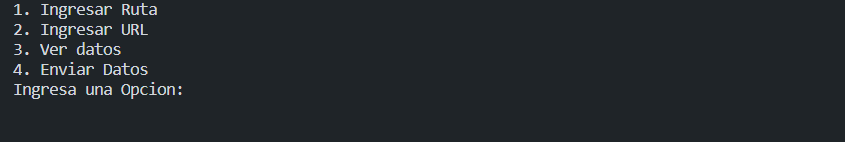 1. Ingresar Ruta
2. Ingresar URL
3. Ver datos
4. Enviar Datos
Ingresa una Opcion: